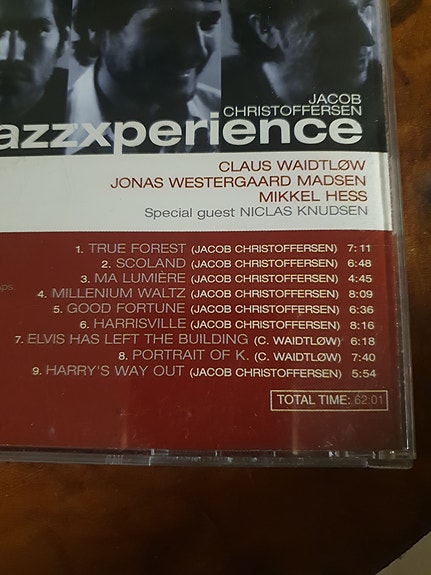 JACOB
CHRISTOFFERSEN
azzxperience
CLAUS WAIDTLØW
JONAS WESTERGAARD MADSEN
MIKKEL HESS
Special guest NICLAS KNUDSEN
1. TRUE FOREST (JACOB CHRISTOFFERSEN) 7:11
2. SCOLAND (JACOB CHRISTOFFERSEN) 6:48
3. MA LUMIÈRE (JACOB CHRISTOFFERSEN) 4:45
4. MILLENIUM WALTZ (JACOB CHRISTOFFERSEN) 8:09
5. GOOD FORTUNE (JACOB CHRISTOFFERSEN) 6:36
6. HARRISVILLE (JACOB CHRISTOFFERSEN) 8:16
7. ELVIS HAS LEFT THE BUILDING (C. WAIDTLØW) 6:18
8. PORTRAIT OF K. (C. WAIDTLØW) 7:40
9. HARRY'S WAY OUT (JACOB CHRISTOFFERSEN) 5:54
TOTAL TIME: 62:01